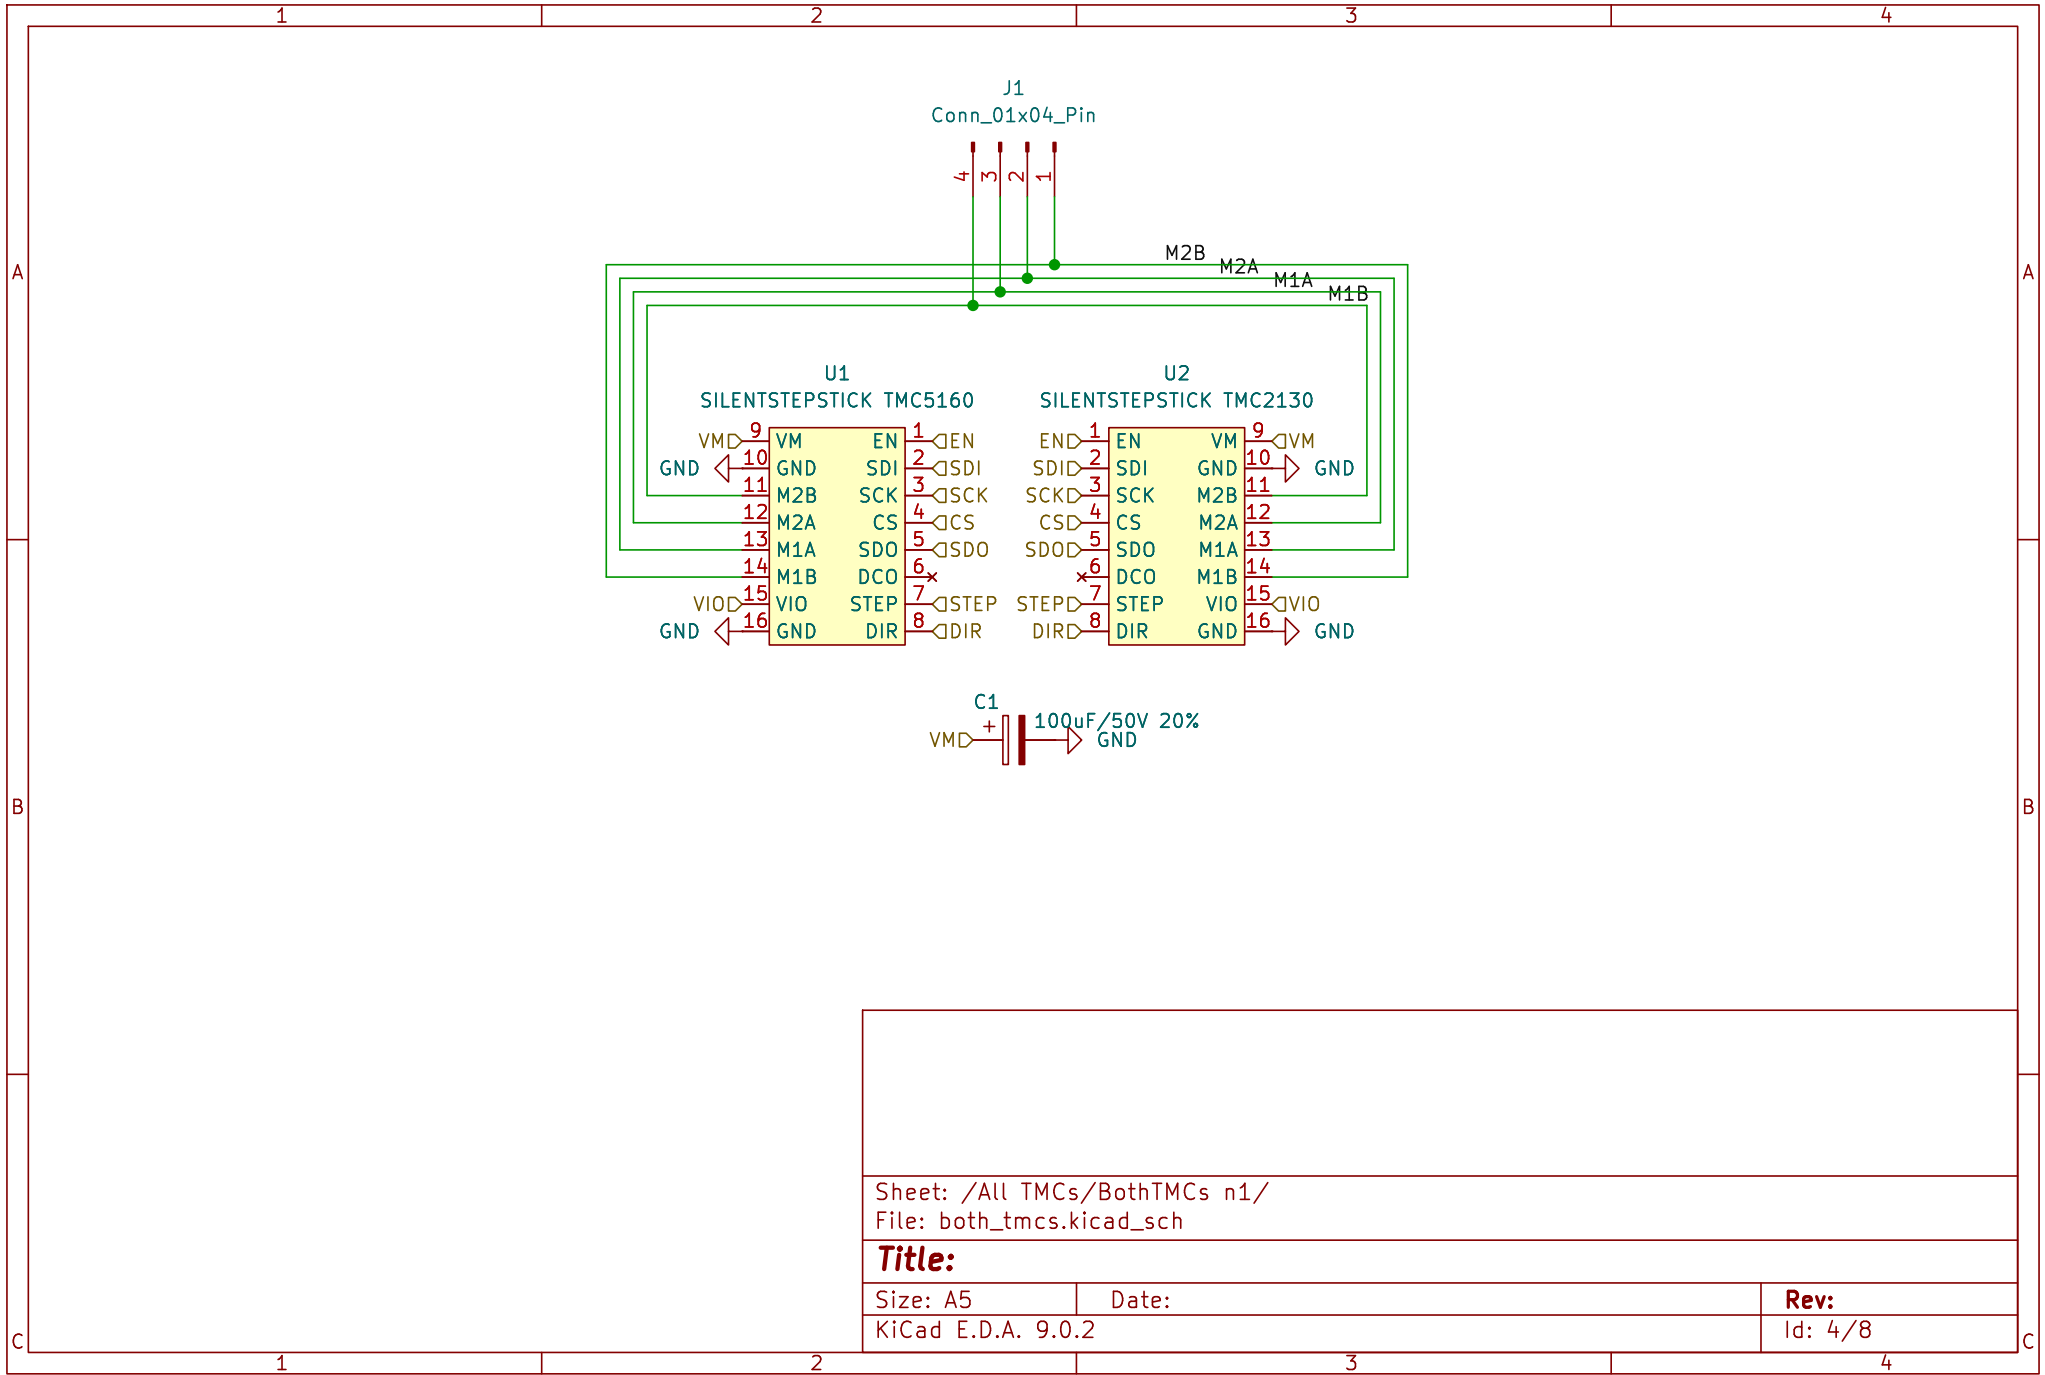 1 2 3 4
J1
Conn_01x04_Pin
4 3 2 1
M2B
M2A
M1A
M1B
A A
U1 U2
SILENTSTEPSTICK TMC5160 SILENTSTEPSTICK TMC2130
VM 9 VM EN 1 EN EN 1 EN VM 9 VM
GND 10 GND SDI 2 SDI SDI 2 SDI GND 10 GND
11 M2B SCK 3 SCK SCK 3 SCK M2B 11
12 M2A CS 4 CS CS 4 CS M2A 12
13 M1A SDO 5 SDO SDO 5 SDO M1A 13
14 M1B DCO 6 6 DCO M1B 14
VIO 15 VIO STEP 7 STEP STEP 7 STEP VIO 15 VIO
GND 16 GND DIR 8 DIR DIR 8 DIR GND 16 GND
C1
100uF/50V 20%
VM + GND
B B
Sheet: /All TMCs/BothTMCs n1/
File: both_tmcs.kicad_sch
Title:
Size: A5 Date: Rev:
KiCad E.D.A. 9.0.2 Id: 4/8
C C
1 2 3 4